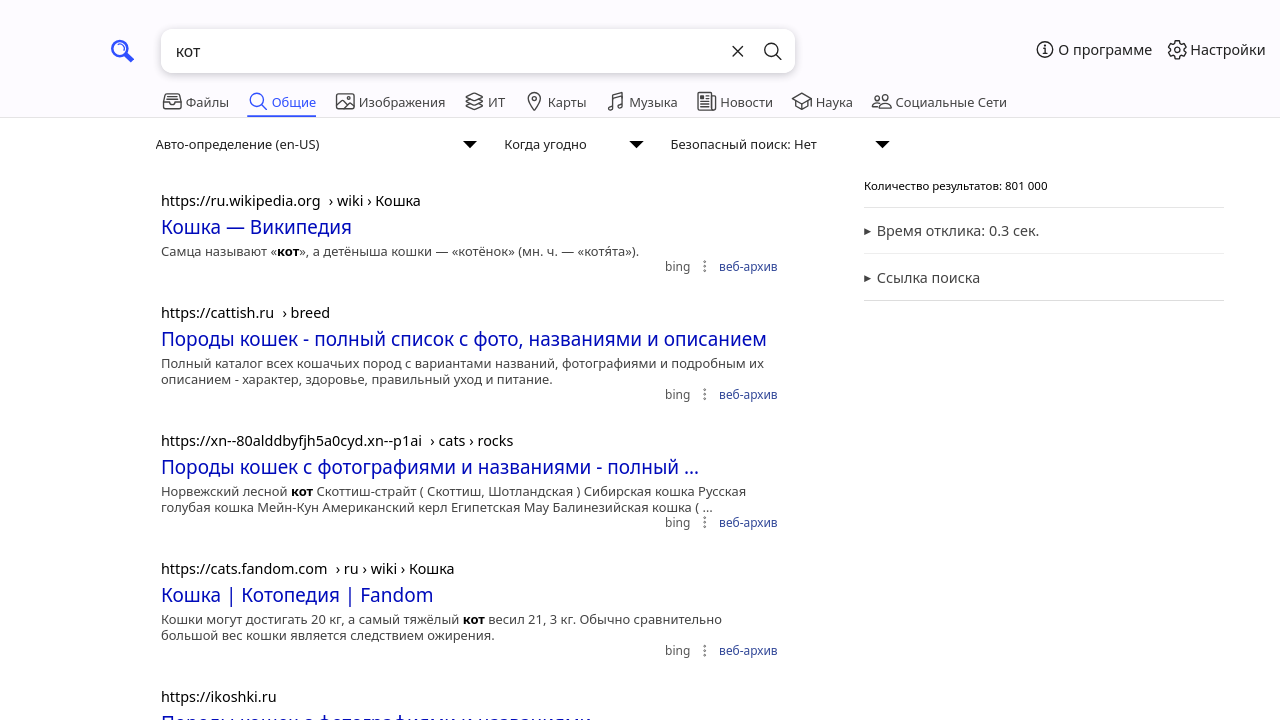 кот
О программе
Настройки
Файлы
Общие
Изображения
ИТ
Карты
Музыка
Новости
Наука
Социальные Сети
Авто-определение (en-US)
Когда угодно
Безопасный поиск: Нет
https://ru.wikipedia.org › wiki › Кошка
Кошка — Википедия
Самца называют «кот», а детёныша кошки — «котёнок» (мн. ч. — «котя́та»).
bing
веб-архив
https://cattish.ru › breed
Породы кошек - полный список с фото, названиями и описанием
Полный каталог всех кошачьих пород с вариантами названий, фотографиями и подробным их
описанием - характер, здоровье, правильный уход и питание.
bing
веб-архив
https://xn--80alddbyfjh5a0cyd.xn--p1ai › cats › rocks
Породы кошек с фотографиями и названиями - полный ...
Норвежский лесной кот Скоттиш-страйт ( Скоттиш, Шотландская ) Сибирская кошка Русская
голубая кошка Мейн-Кун Американский керл Египетская Мау Балинезийская кошка ( ...
bing
веб-архив
https://cats.fandom.com › ru › wiki › Кошка
Кошка | Котопедия | Fandom
Кошки могут достигать 20 кг, а самый тяжёлый кот весил 21, 3 кг. Обычно сравнительно
большой вес кошки является следствием ожирения.
bing
веб-архив
https://ikoshki.ru
Породы кошек с фотографиями и названиями
Количество результатов: 801 000
Время отклика: 0.3 сек.
Ссылка поиска